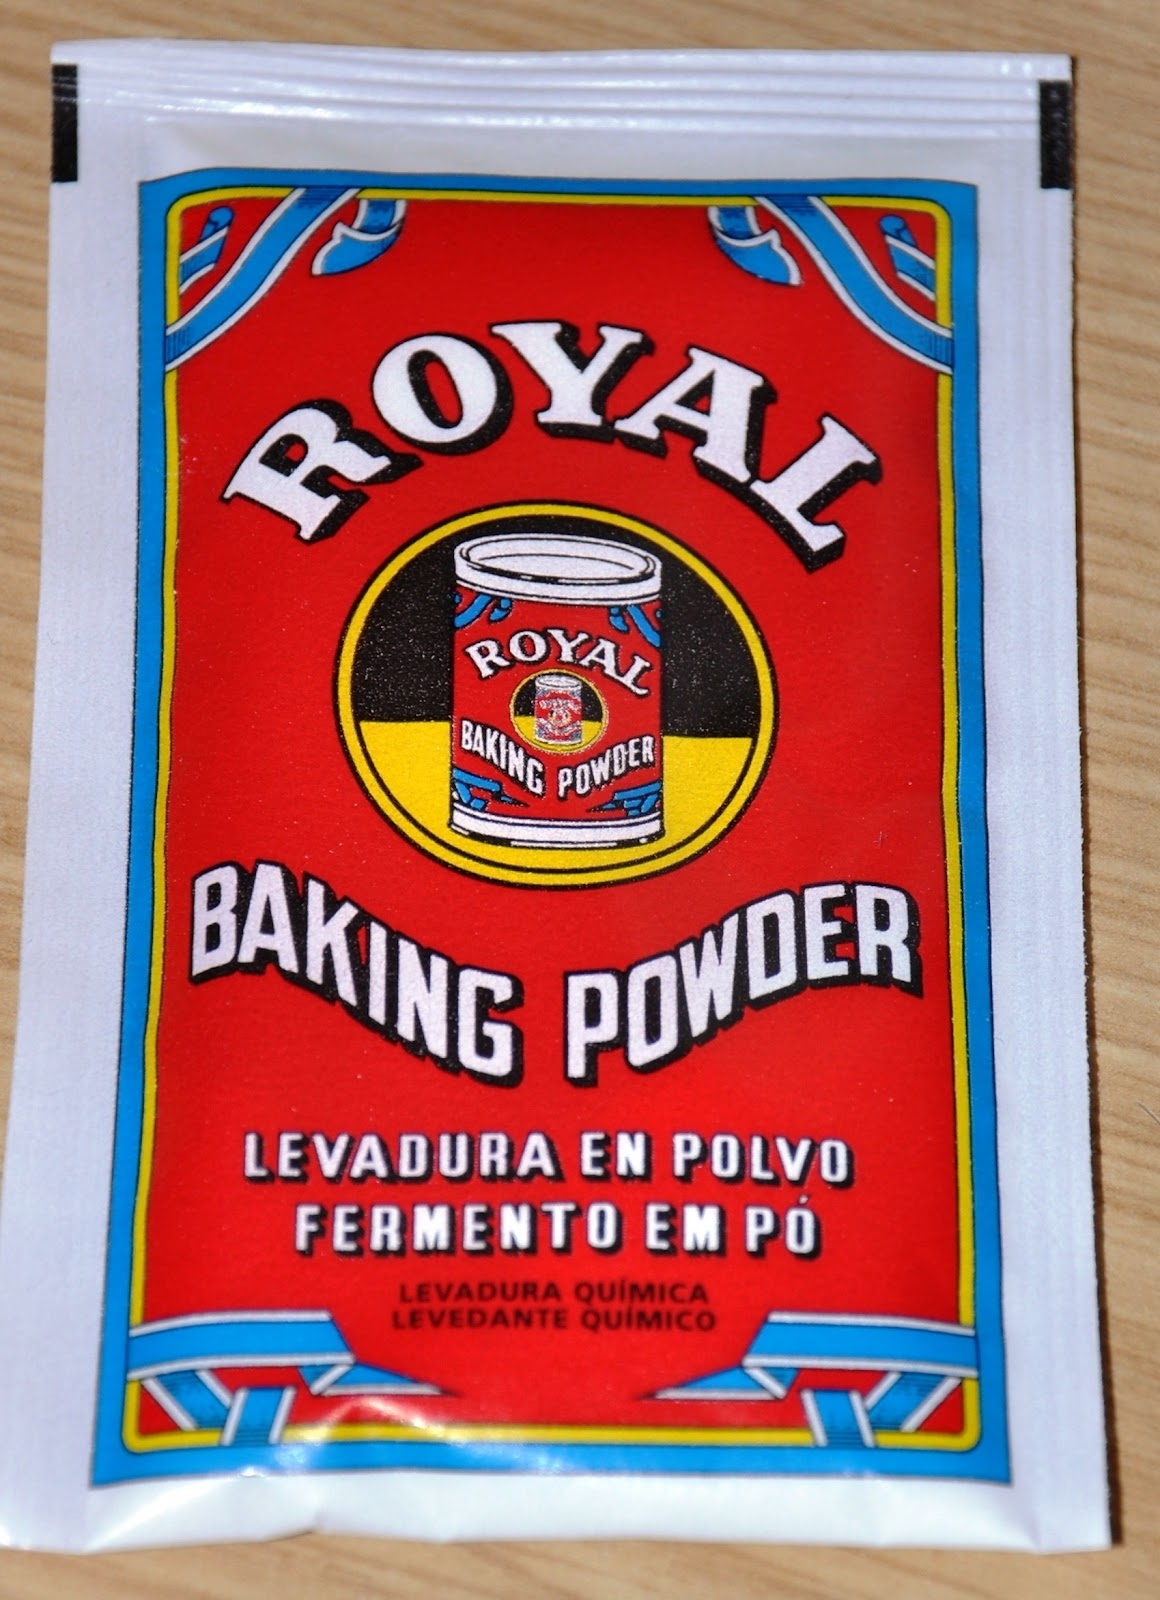 ROYAL
ROYAL
BAKING POWDER
BAKING POWDER
LEVADURA EN POLVO
FERMENTO EM PÓ
LEVADURA QUÍMICA
LEVEDANTE QUÍMICO